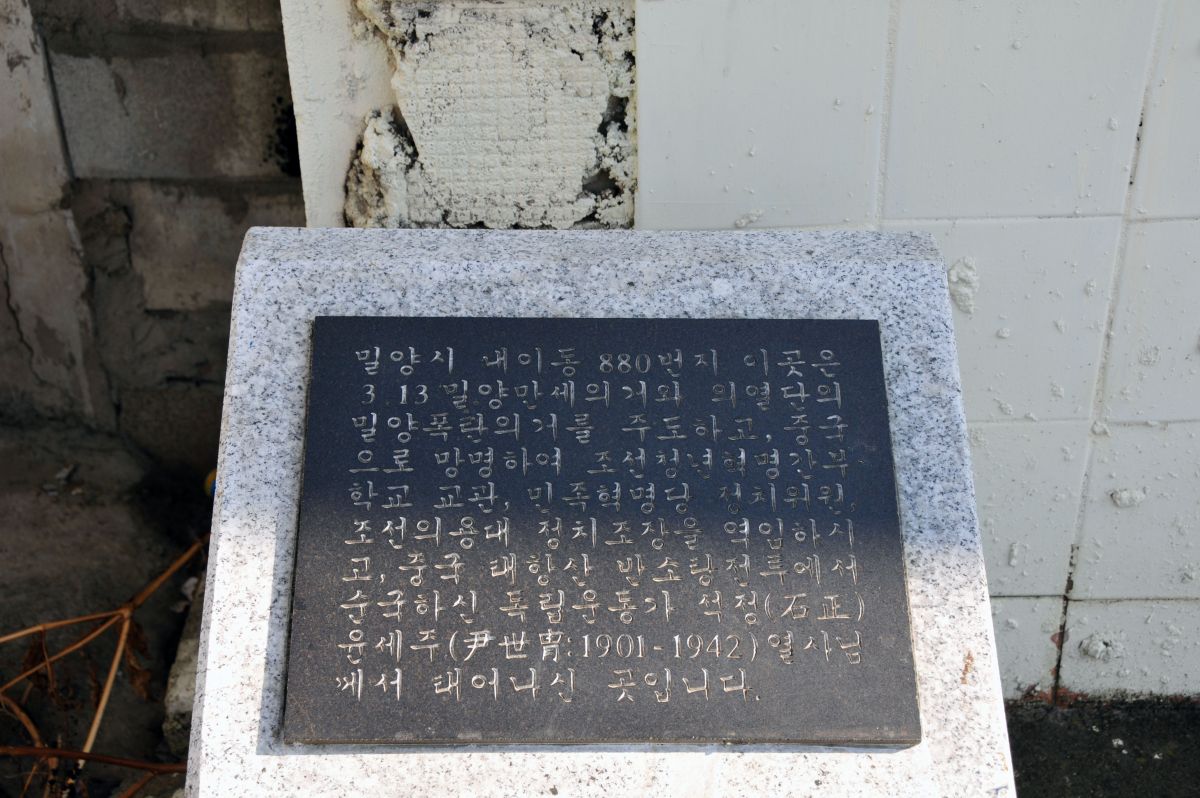 밀양시 내이동 880번지 이곳은
3.13밀양만세의거와 의열단의
밀양폭탄의거를 주도하고, 중국
으로 망명하여 조선청년혁명간부
학교 교관, 민족혁명당 정치위원,
조선의용대 정치조장을 역임하시
고, 중국 태항산 반소탕전투에서
순국하신 독립운동가 석정(石正)
윤세주(尹世冑:1901-1942)열사님
께서 태어나신 곳입니다.